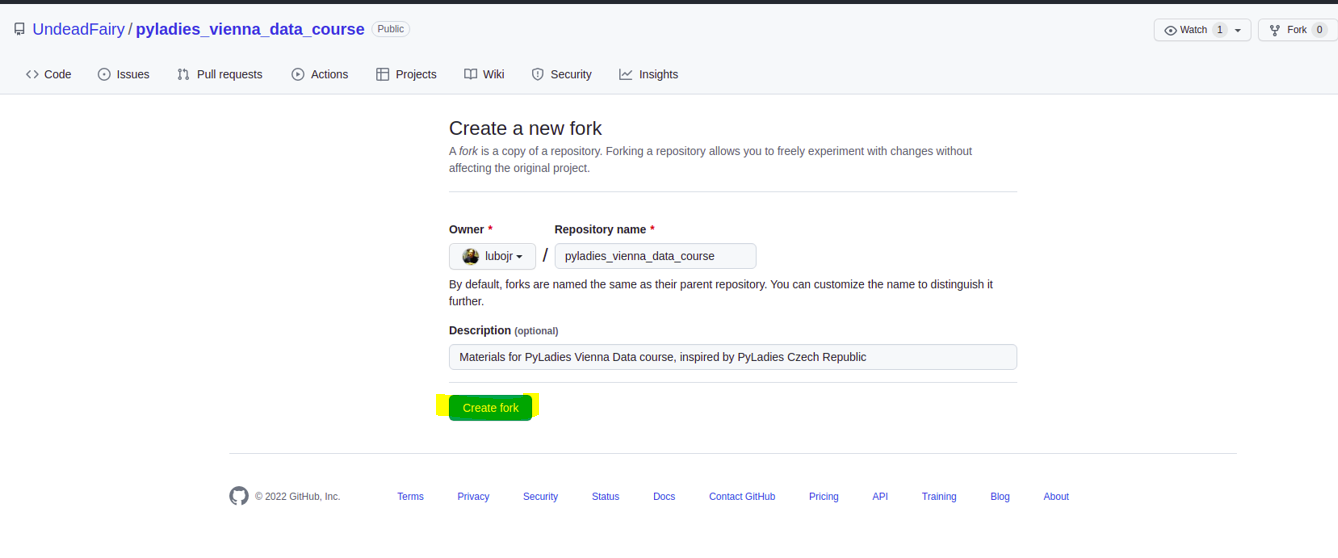 UndeadFairy / pyladies_vienna_data_course Public
Watch 1 Fork 0
Code Issues Pull requests Actions Projects Wiki Security Insights
Create a new fork
A fork is a copy of a repository. Forking a repository allows you to freely experiment with changes without
affecting the original project.
Owner * Repository name *
lubojr / pyladies_vienna_data_course
By default, forks are named the same as their parent repository. You can customize the name to distinguish it
further.
Description (optional)
Materials for PyLadies Vienna Data course, inspired by PyLadies Czech Republic
Create fork
© 2022 GitHub, Inc. Terms Privacy Security Status Docs Contact GitHub Pricing API Training Blog About